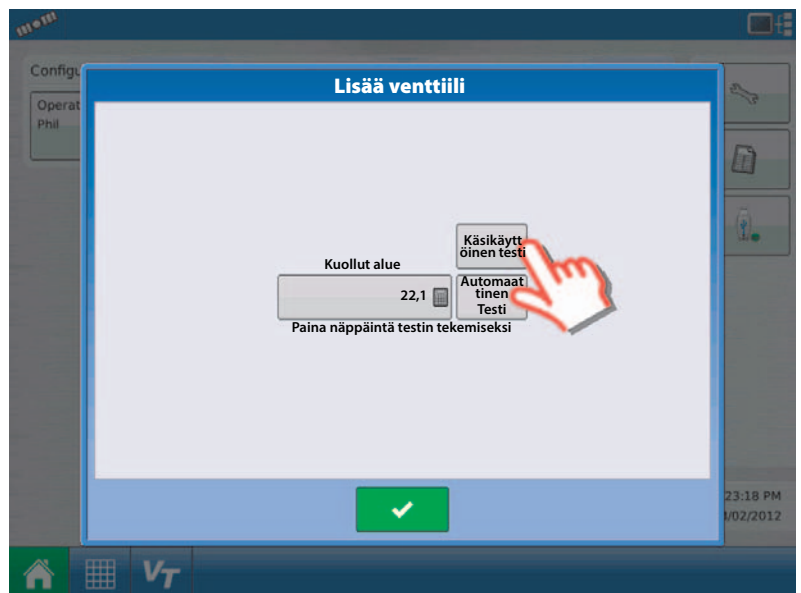 Configu
Operat
Phil
Lisää venttiili
Käsikäytt
öinen testi
Kuollut alue
22,1
Automaat
tinen
Testi
Paina näppäintä testin tekemiseksi
23:18 PM
/02/2012
VT